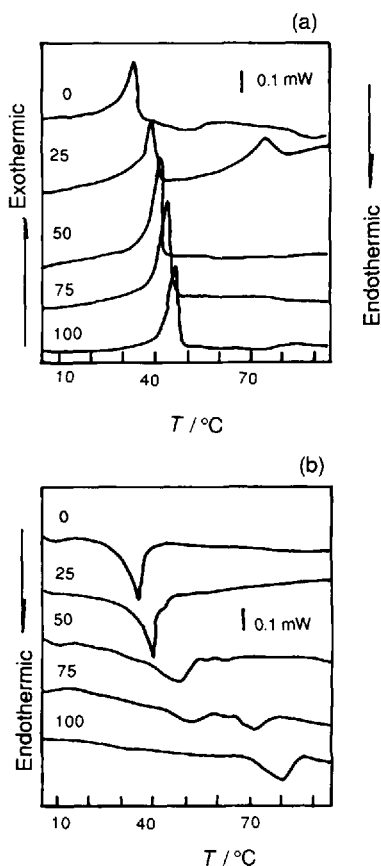 (a)
0
0.1 mW
25
50
75
100
Exothermic
Endothermic
10 40 70
T / °C
(b)
0
25
50
0.1 mW
75
100
Endothermic
10 40 70
T / °C